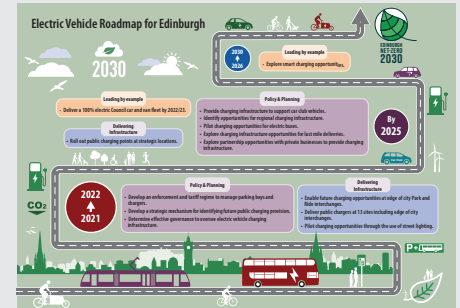 Electric Vehicle Roadmap for Edinburgh
2030
EDINBURGH
NET-ZERO
2030
2030
2026
Leading by example
• Explore smart charging opportunities.
Leading by example
• Deliver a 100% electric Council car and van fleet by 2022/23.
Delivering
Infrastructure
• Roll out public charging points at strategic locations.
Policy & Planning
• Provide charging infrastructure to support car club vehicles.
• Identify opportunities for regional charging infrastructure.
• Pilot charging opportunities for electric buses.
• Explore charging infrastructure opportunities for last mile deliveries.
• Explore partnership opportunities with private businesses to provide charging
infrastructure.
By
2025
CO2
2022
2021
Policy & Planning
• Develop an enforcement and tariff regime to manage parking bays and
chargers.
• Develop a strategic mechanism for identifying future public charging provision.
• Determine effective governance to oversee electric vehicle charging
infrastructure.
Delivering
Infrastructure
• Enable future charging opportunities at edge of city Park and
Ride interchanges.
• Deliver public chargers at 13 sites including edge of city
interchanges.
• Pilot charging opportunities through the use of street lighting.
P+